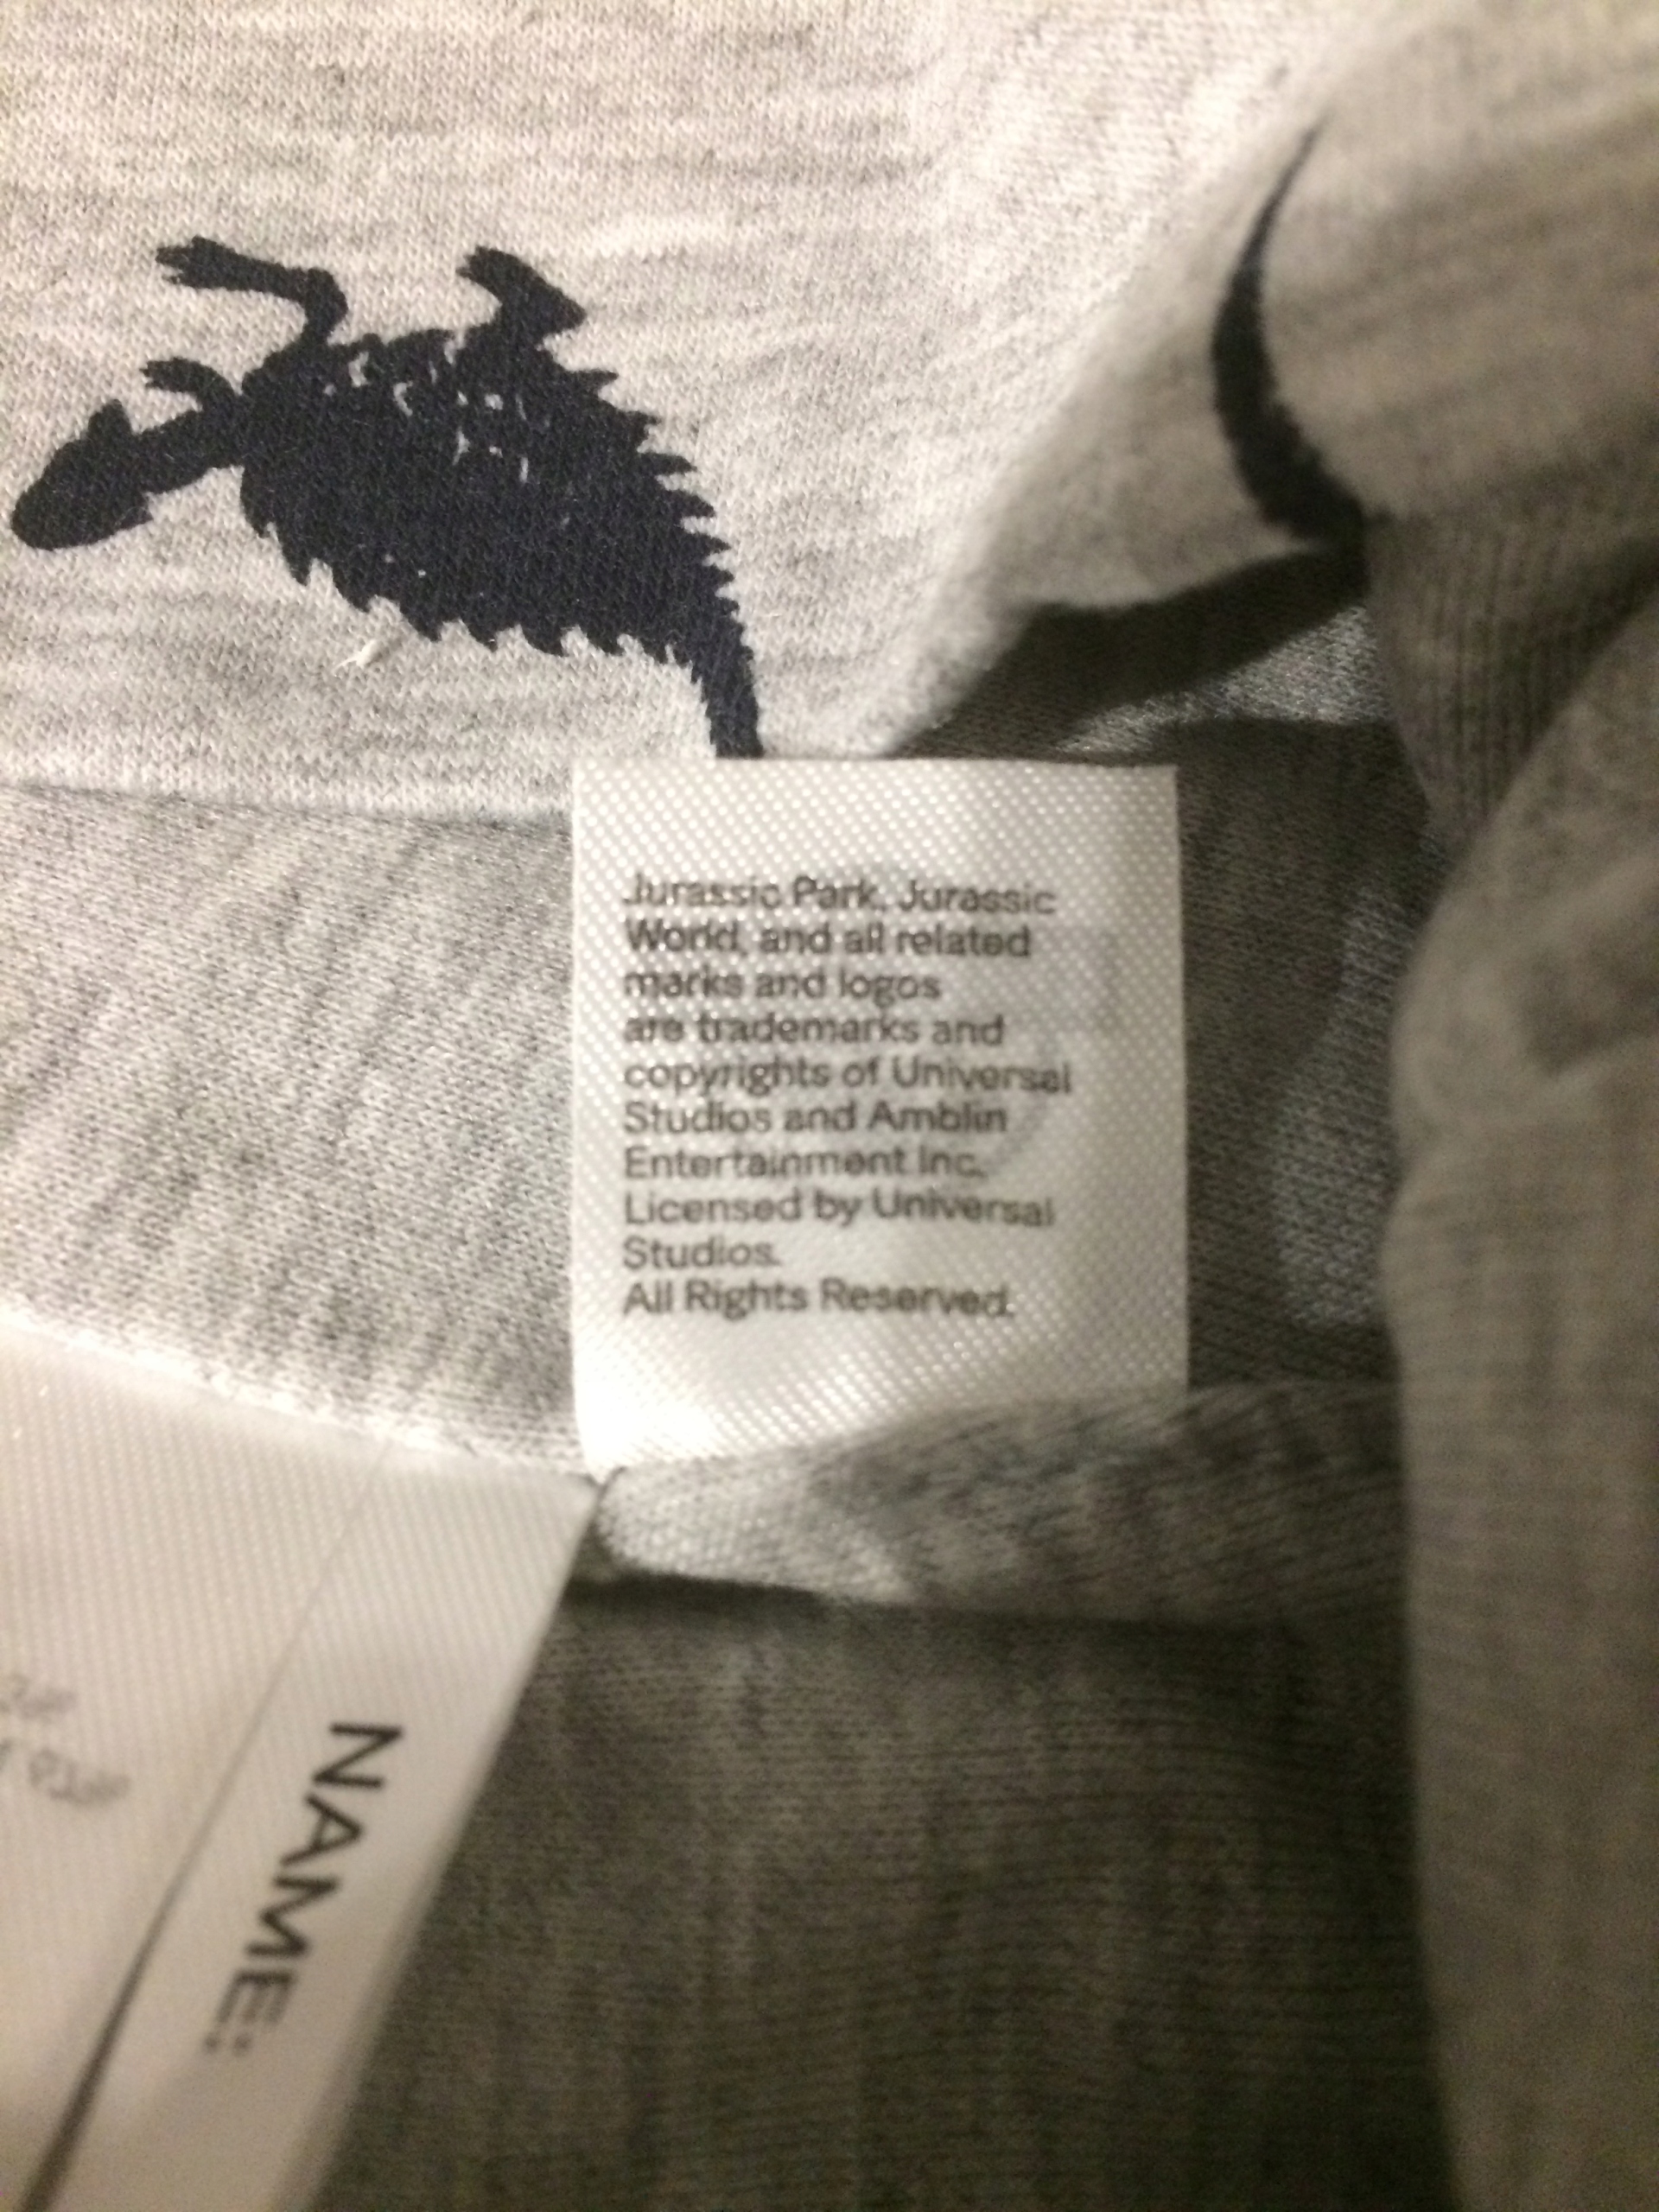 Jurassic Park, Jurassic
World, and all related
marks and logos
are trademarks and
copyrights of Universal
Studios and Amblin
Entertainment Inc.
Licensed by Universal
Studios.
All Rights Reserved.
NAME: